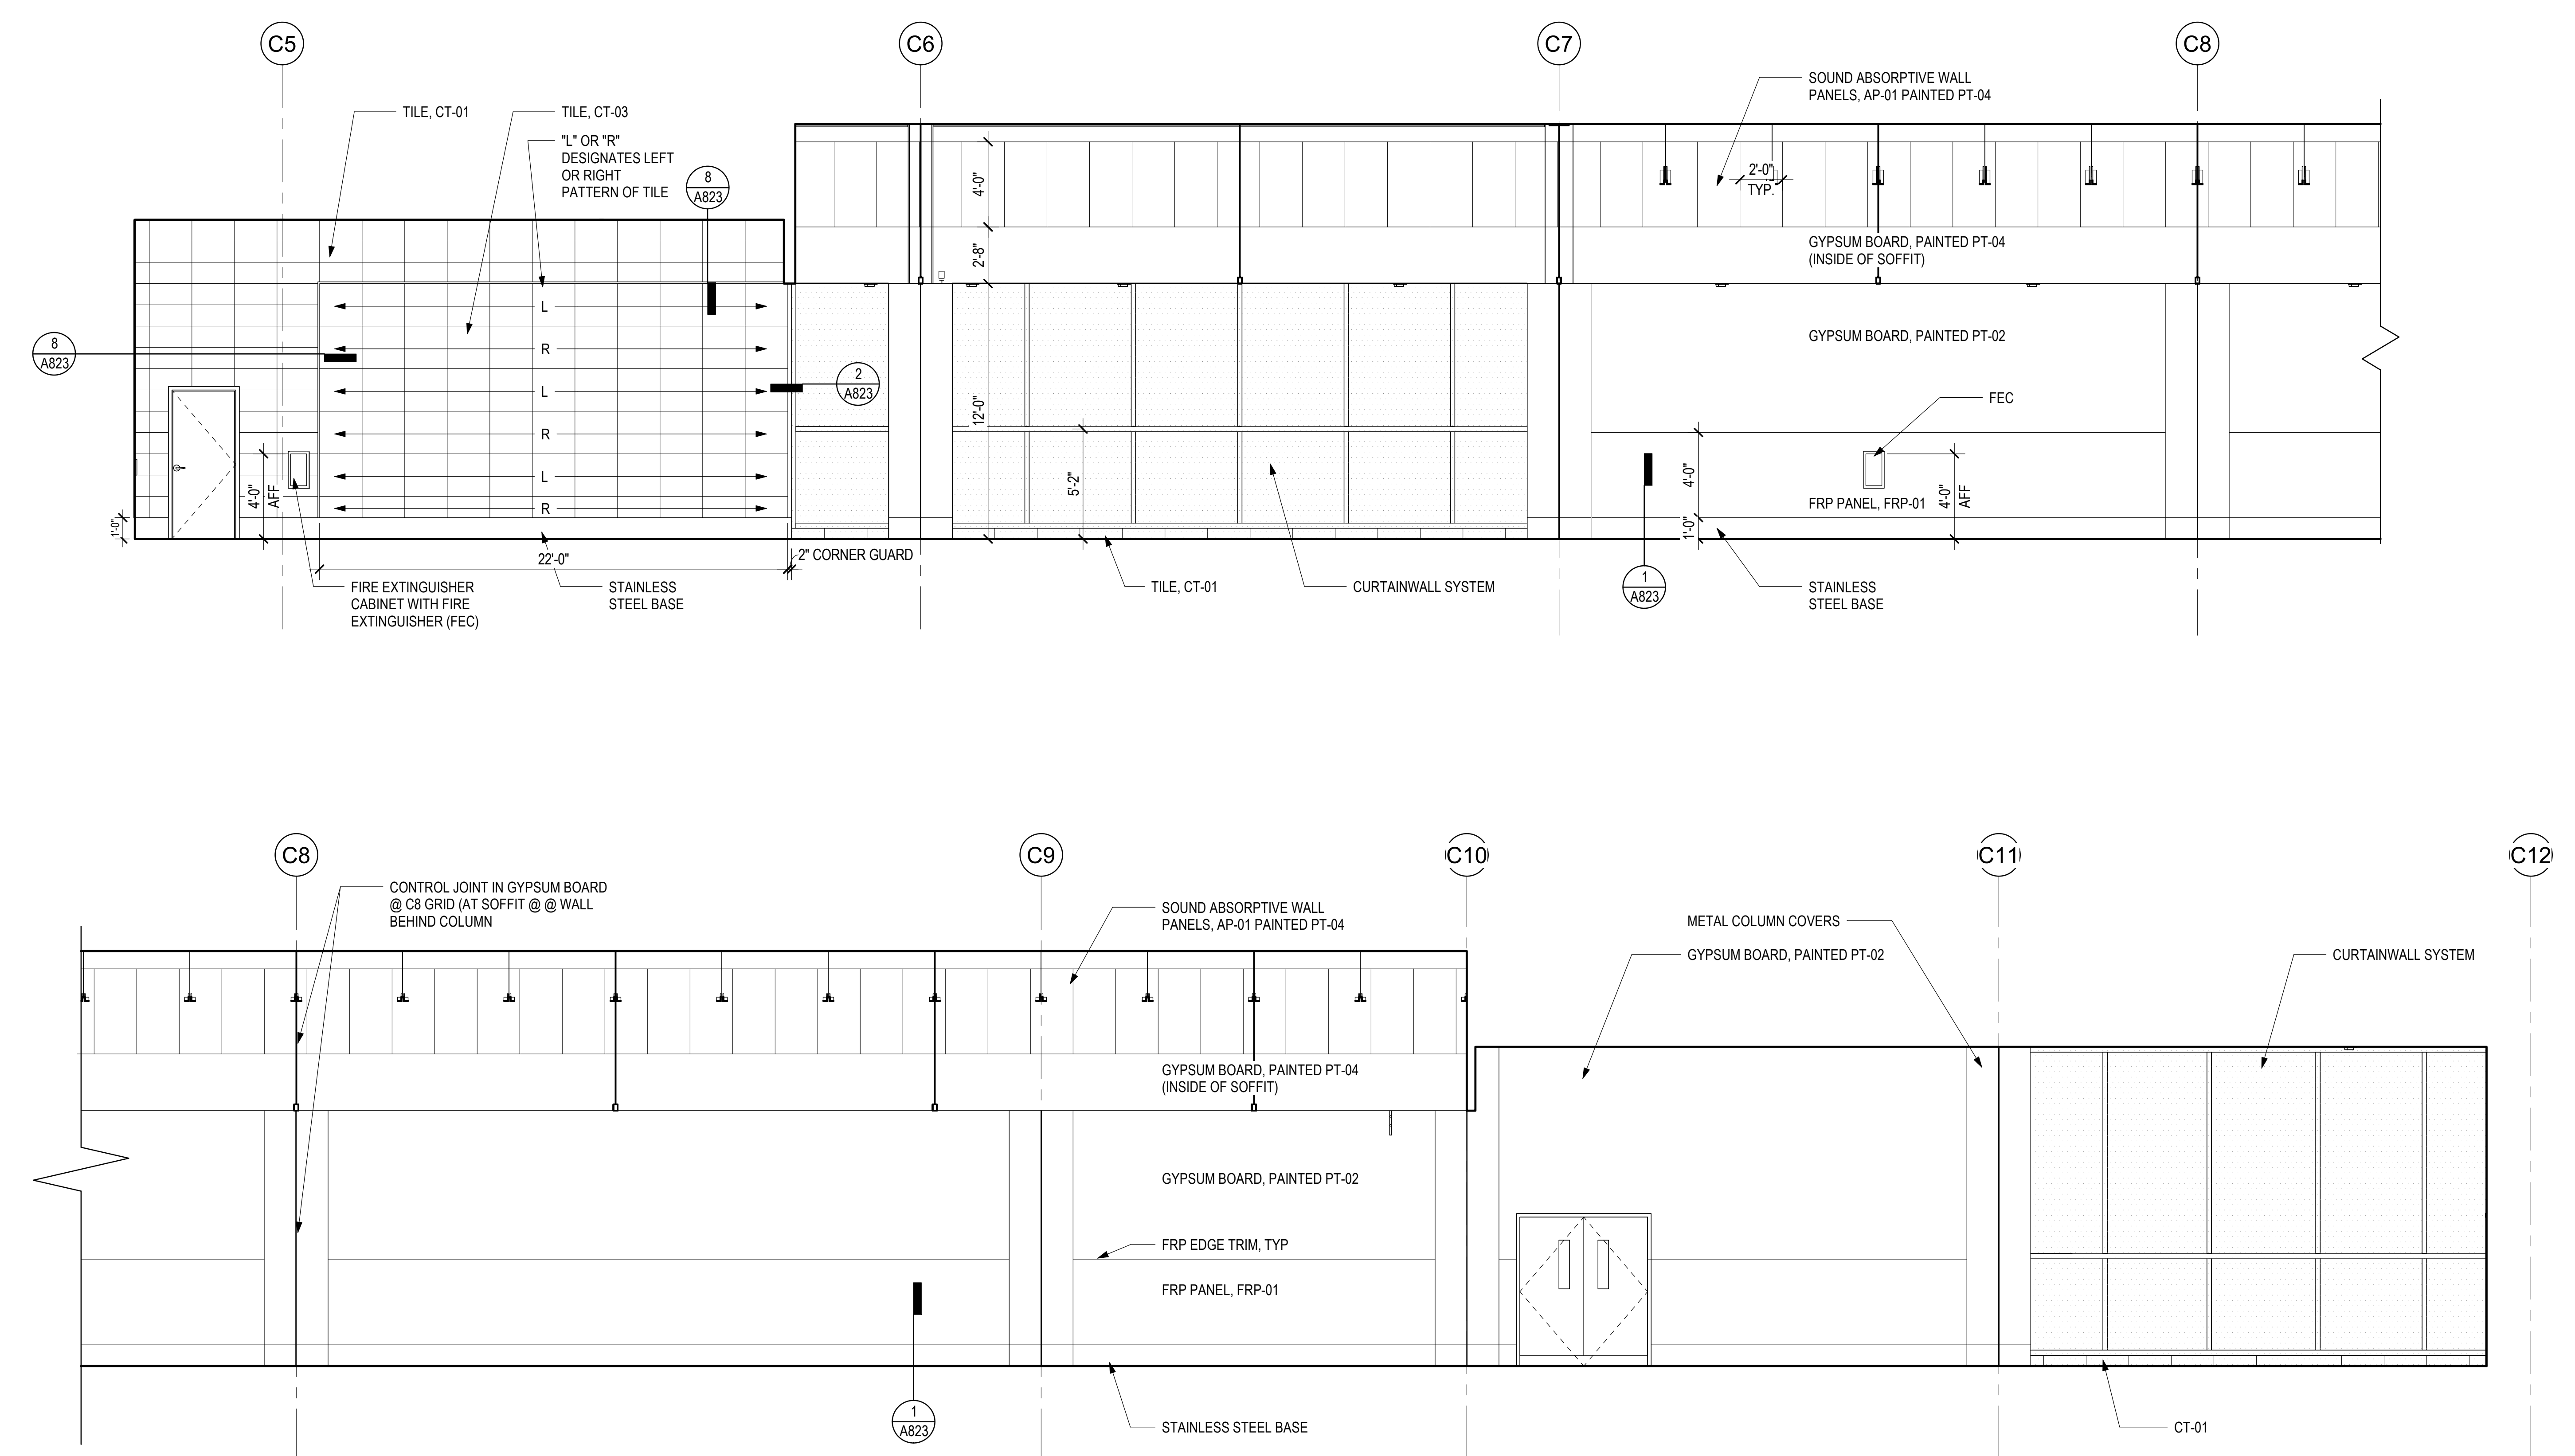 C5
C6
C7
C8
TILE, CT-01
TILE, CT-03
"L" OR "R"
DESIGNATES LEFT
OR RIGHT
PATTERN OF TILE
8
A823
SOUND ABSORPTIVE WALL
PANELS, AP-01 PAINTED PT-04
4'-0"
2'-0"
TYP.
2'-8"
GYPSUM BOARD, PAINTED PT-04
(INSIDE OF SOFFIT)
L
R
L
R
L
R
8
A823
2
A823
GYPSUM BOARD, PAINTED PT-02
12'-0"
5'-2"
FEC
4'-0"
AFF
1'-0"
4'-0"
1'-0"
FRP PANEL, FRP-01
4'-0"
AFF
22'-0"
2" CORNER GUARD
FIRE EXTINGUISHER
CABINET WITH FIRE
EXTINGUISHER (FEC)
STAINLESS
STEEL BASE
TILE, CT-01
CURTAINWALL SYSTEM
1
A823
STAINLESS
STEEL BASE
C8
C9
C10
C11
C12
CONTROL JOINT IN GYPSUM BOARD
@ C8 GRID (AT SOFFIT @ @ WALL
BEHIND COLUMN
SOUND ABSORPTIVE WALL
PANELS, AP-01 PAINTED PT-04
METAL COLUMN COVERS
GYPSUM BOARD, PAINTED PT-02
CURTAINWALL SYSTEM
GYPSUM BOARD, PAINTED PT-04
(INSIDE OF SOFFIT)
GYPSUM BOARD, PAINTED PT-02
FRP EDGE TRIM, TYP
FRP PANEL, FRP-01
1
A823
STAINLESS STEEL BASE
CT-01